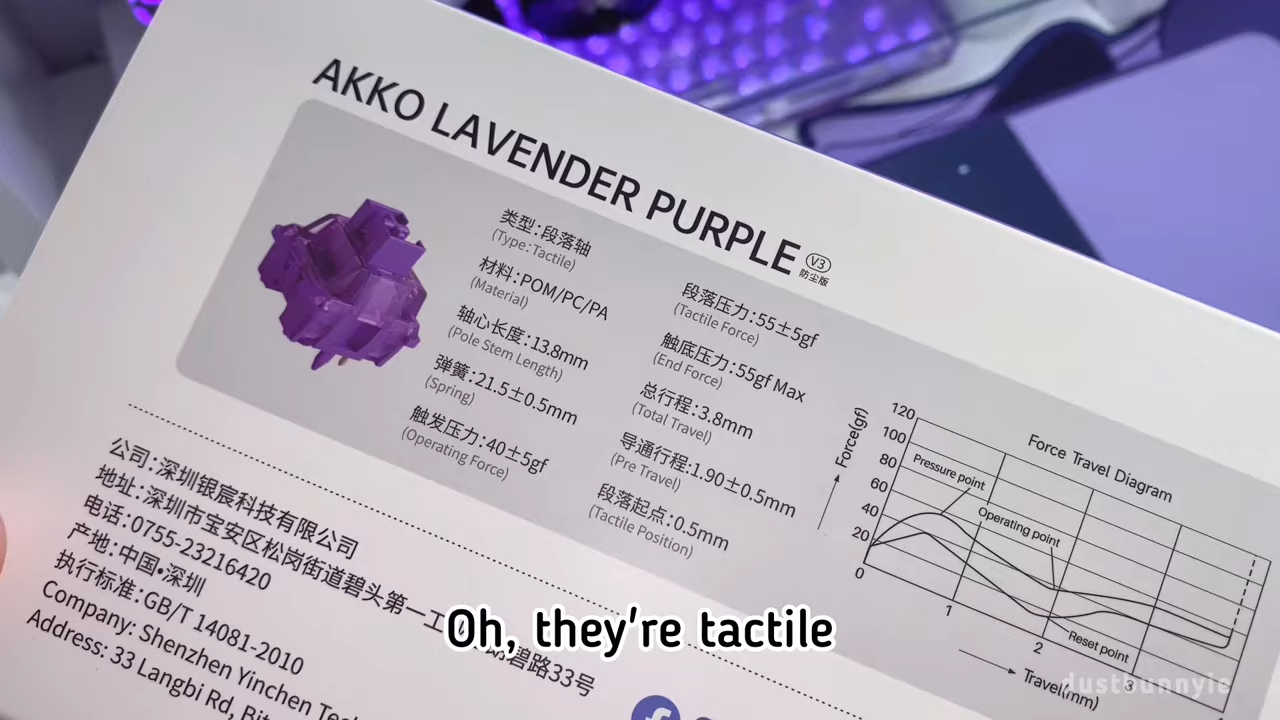 AKKO LAVENDER PURPLE V3
防尘版
类型:段落轴
(Type:Tactile)
材料:POM/PC/PA
(Material)
轴心长度:13.8mm
(Pole Stem Length)
弹簧:21.5±0.5mm
(Spring)
触发压力:40±5gf
(Operating Force)
段落压力:55±5gf
(Tactile Force)
触底压力:55gf Max
(End Force)
总行程:3.8mm
(Total Travel)
导通行程:1.90±0.5mm
(Pre Travel)
段落起点:0.5mm
(Tactile Position)
Force Travel Diagram
Force(gf)
120
100
80
60
40
20
0
Pressure point
Operating point
Reset point
1
2
3
Travel(mm)
公司:深圳银宸科技有限公司
地址:深圳市宝安区松岗街道碧头第一工
碧路33号
电话:0755-23216420
产地:中国•深圳
执行标准:GB/T 14081-2010
Company: Shenzhen Yinchen
Address: 33 Langbi Rd,
Oh, they're tactile
dustbunnyie